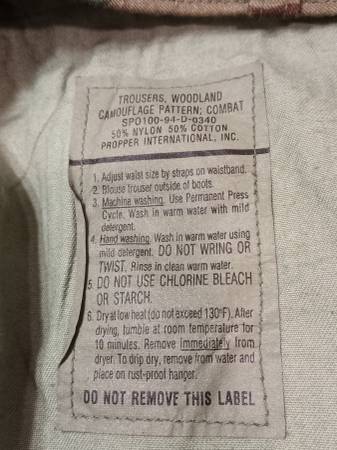 TROUSERS, WOODLAND
CAMOUFLAGE PATTERN; COMBAT
SPO100-94-D-0340
50% NYLON 50% COTTON
PROPPER INTERNATIONAL, INC.
1. Adjust waist size by straps on waistband.
2. Blouse trouser outside of boots.
3. Machine washing. Use Permanent Press
Cycle. Wash in warm water with mild
detergent.
4. Hand washing. Wash in warm water using
mild detergent. DO NOT WRING OR
TWIST. Rinse in clean warm water.
5. DO NOT USE CHLORINE BLEACH
OR STARCH.
6. Dry at low heat (do not exceed 130°F). After
drying, tumble at room temperature for
10 minutes. Remove immediately from
dryer. To drip dry, remove from water and
place on rust-proof hanger.
DO NOT REMOVE THIS LABEL